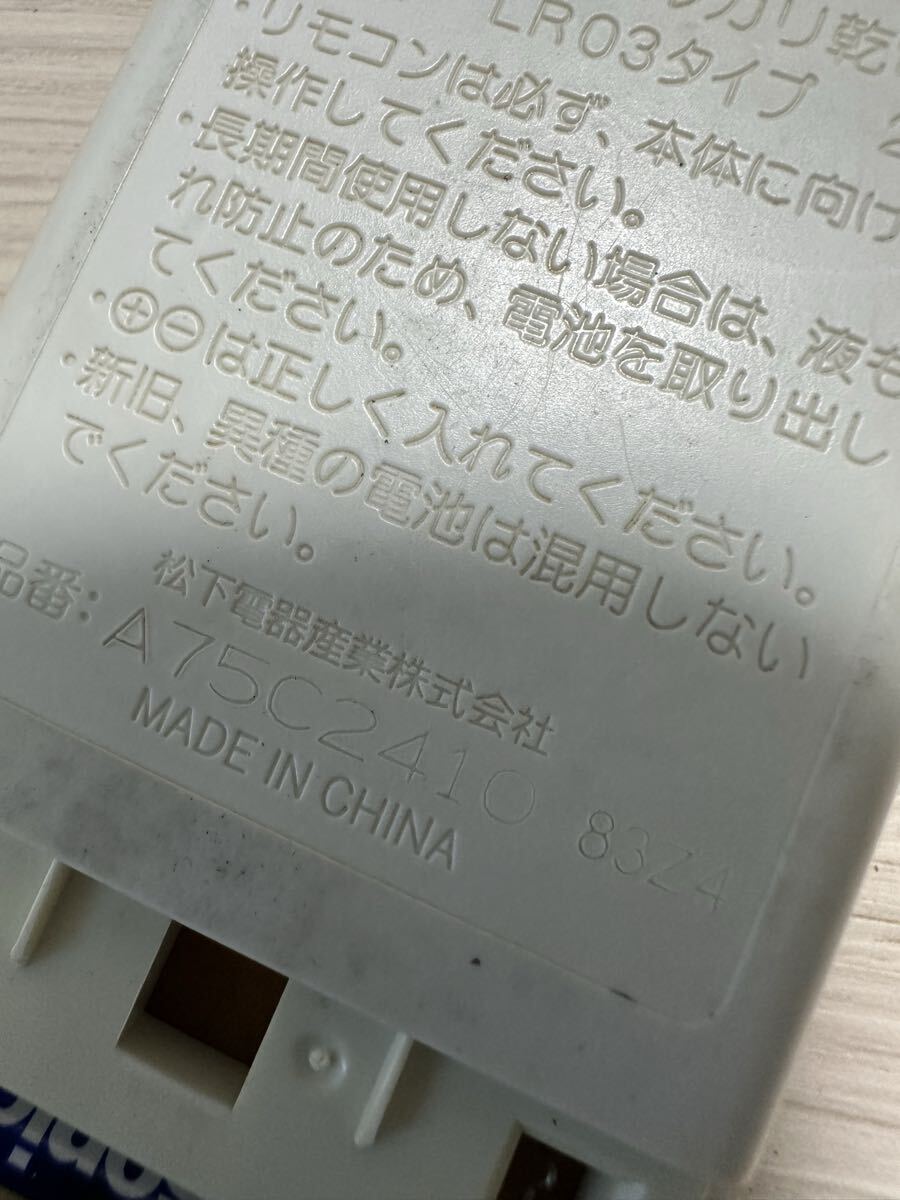 カリ乾
LR03タイプ 2
・リモコンは必ず、本体に向け
操作してください。
・長期間使用しない場合は、液も
れ防止のため、電池を取り出し
てください。
・⊕⊖は正しく入れてください。
・新旧、異種の電池は混用しない
でください。
松下電器産業株式会社
品番: A75C2410 83Z4
MADE IN CHINA